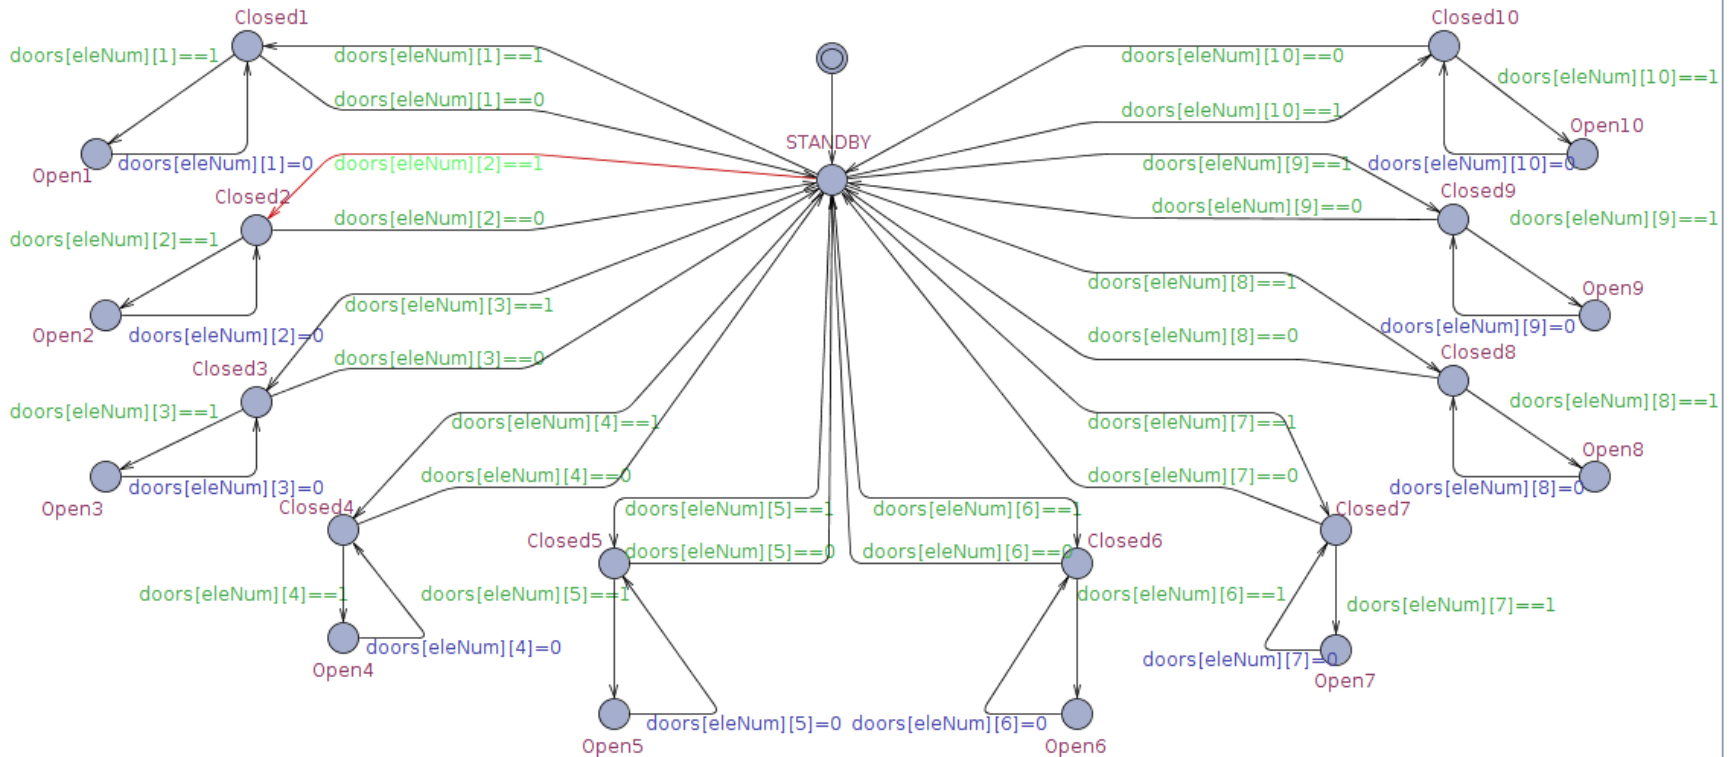 Closed1
Closed10
doors[eleNum][1]==1
doors[eleNum][1]==1
doors[eleNum][10]==0
doors[eleNum][10]==1
doors[eleNum][1]==0
doors[eleNum][10]==1
Open10
STANDBY
Open1
doors[eleNum][1]=0
doors[eleNum][2]==1
doors[eleNum][9]==1
doors[eleNum][10]=0
Closed2
Closed9
doors[eleNum][2]==1
doors[eleNum][2]==0
doors[eleNum][9]==0
doors[eleNum][9]==1
doors[eleNum][3]==1
doors[eleNum][8]==1
Open9
Open2
doors[eleNum][2]=0
doors[eleNum][8]==0
doors[eleNum][9]=0
Closed3
doors[eleNum][3]==0
Closed8
doors[eleNum][3]==1
doors[eleNum][4]==1
doors[eleNum][7]==1
doors[eleNum][8]==1
Open8
doors[eleNum][3]=0
doors[eleNum][4]==0
doors[eleNum][7]==0
doors[eleNum][8]=0
Open3
Closed4
doors[eleNum][5]==1
doors[eleNum][6]==1
Closed7
Closed5
doors[eleNum][5]==0
doors[eleNum][6]==0
Closed6
doors[eleNum][4]==1
doors[eleNum][5]==1
doors[eleNum][6]==1
doors[eleNum][7]==1
Open4
doors[eleNum][4]=0
doors[eleNum][7]=0
Open7
doors[eleNum][5]=0
doors[eleNum][6]=0
Open5
Open6